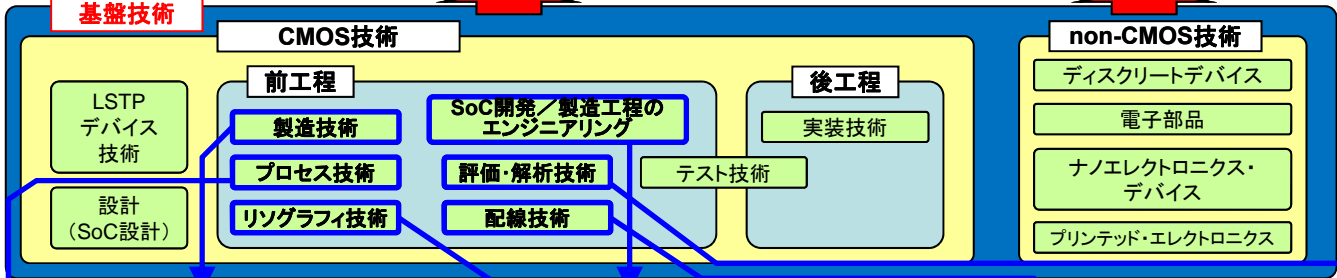 基盤技術
CMOS技術
LSTP
デバイス
技術
設計
（SoC設計）
前工程
製造技術
プロセス技術
リソグラフィ技術
SoC開発／製造工程の
エンジニアリング
評価・解析技術
配線技術
テスト技術
後工程
実装技術
non-CMOS技術
ディスクリートデバイス
電子部品
ナノエレクトロニクス・
デバイス
プリンテッド・エレクトロニクス